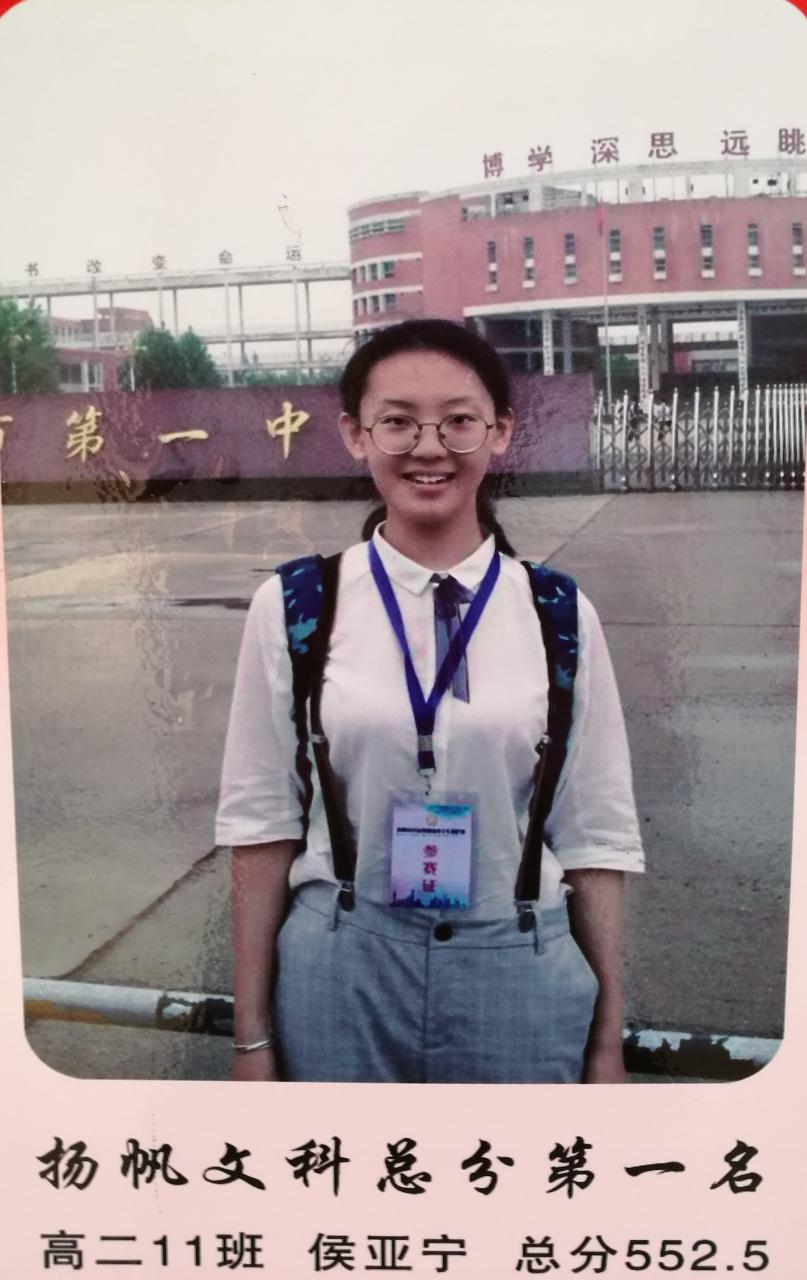 博学 深思 远眺
书改变命运
第一中
参赛证
扬帆文科总分第一名
高二11班 侯亚宁 总分552.5